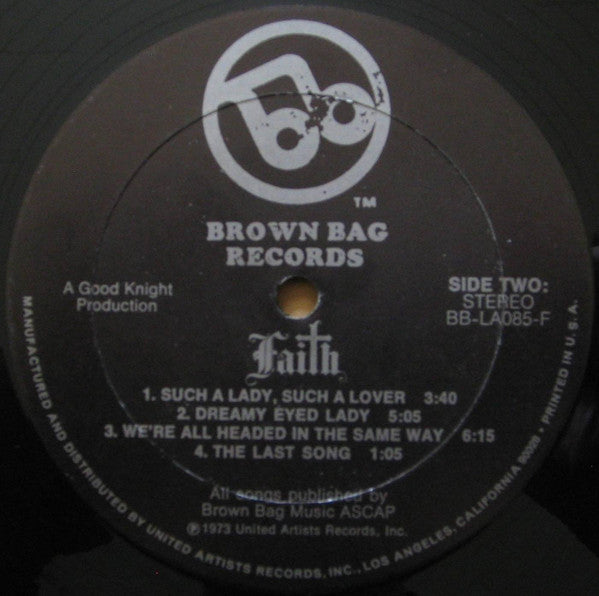 TM
BROWN BAG
RECORDS
A Good Knight
Production
SIDE TWO:
STEREO
BB-LA085-F
Faith
1. SUCH A LADY, SUCH A LOVER 3:40
2. DREAMY EYED LADY 5:05
3. WE'RE ALL HEADED IN THE SAME WAY 6:15
4. THE LAST SONG 1:05
All songs published by
Brown Bag Music ASCAP
℗1973 United Artists Records, Inc.
MANUFACTURED AND DISTRIBUTED BY UNITED ARTISTS RECORDS, INC., LOS ANGELES, CALIFORNIA 90028 • PRINTED IN U.S.A.